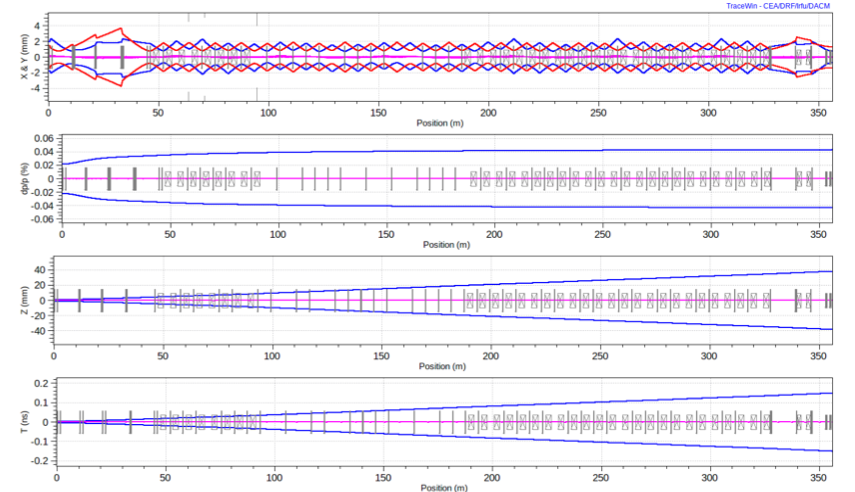 TraceWin - CEA/DRF/Irfu/DACM
X & Y (mm)
4
2
0
-2
-4
0 50 100 150 200 250 300 350
Position (m)
dp/p (%)
0.06
0.04
0.02
0
-0.02
-0.04
-0.06
0 50 100 150 200 250 300 350
Position (m)
Z (mm)
40
20
0
-20
-40
0 50 100 150 200 250 300 350
Position (m)
T (ns)
0.2
0.1
0
-0.1
-0.2
0 50 100 150 200 250 300 350
Position (m)